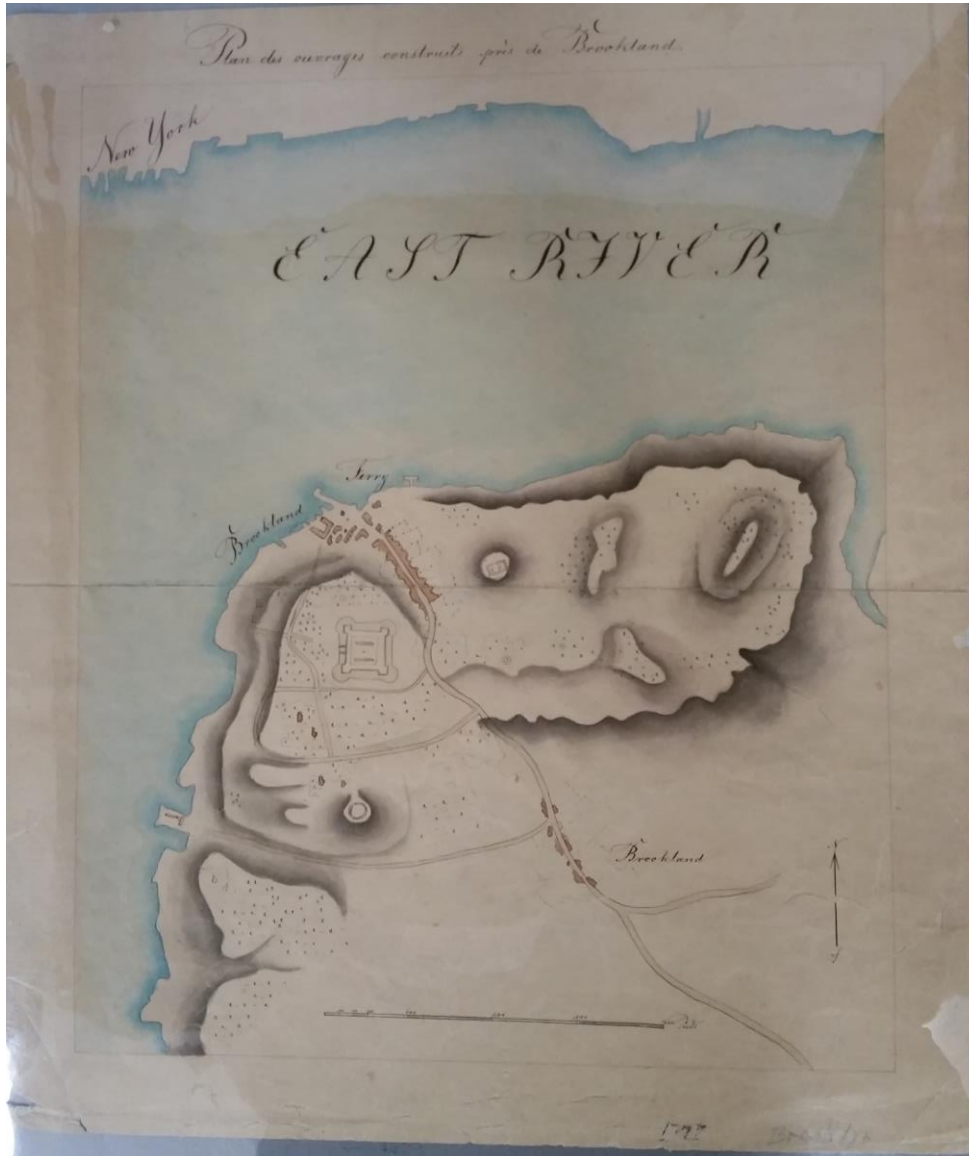 Plan des ouvrages construits près de Brookland.
New York
EAST RIVER
Ferry
Brookland
Brookland